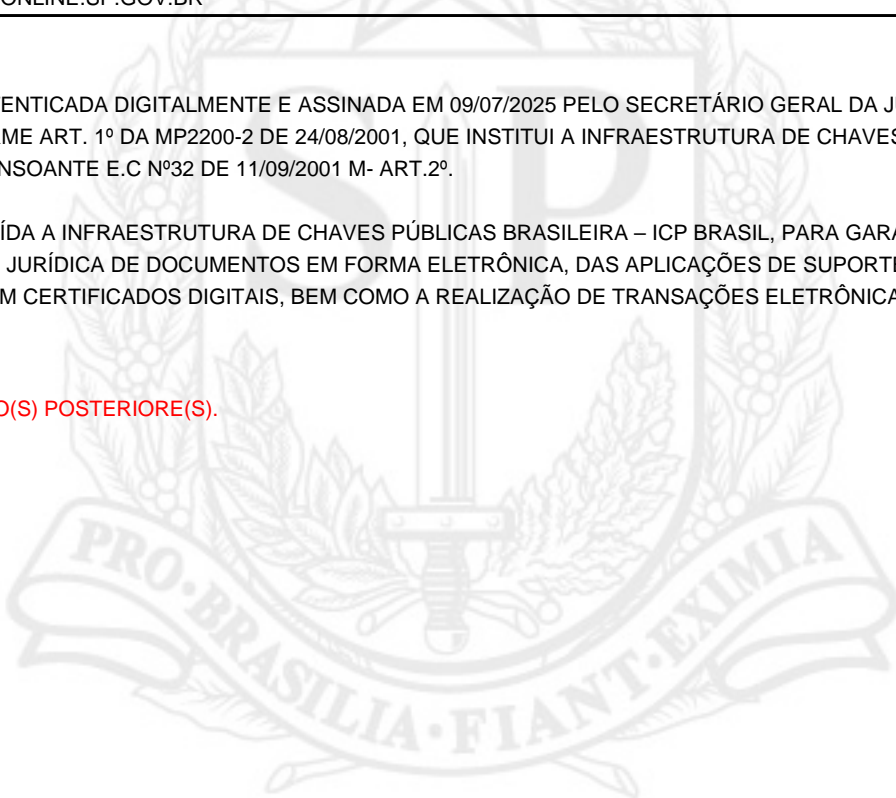 ONLINE.SP.GOV.BR
ENTICADA DIGITALMENTE E ASSINADA EM 09/07/2025 PELO SECRETÁRIO GERAL DA J
ME ART. 1º DA MP2200-2 DE 24/08/2001, QUE INSTITUI A INFRAESTRUTURA DE CHAVES
NSOANTE E.C Nº32 DE 11/09/2001 M- ART.2º.
ÍDA A INFRAESTRUTURA DE CHAVES PÚBLICAS BRASILEIRA – ICP BRASIL, PARA GARA
JURÍDICA DE DOCUMENTOS EM FORMA ELETRÔNICA, DAS APLICAÇÕES DE SUPORTE
M CERTIFICADOS DIGITAIS, BEM COMO A REALIZAÇÃO DE TRANSAÇÕES ELETRÔNICA
O(S) POSTERIORE(S).
SP
PRO·BRASILIA·FIANT·EXIMIA